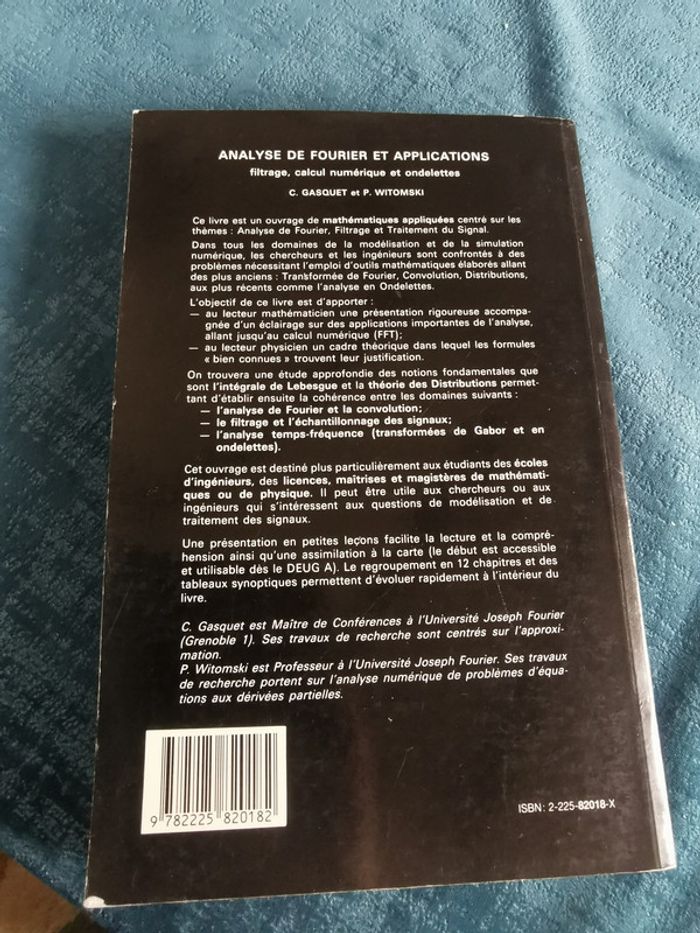 ANALYSE DE FOURIER ET APPLICATIONS
filtrage, calcul numérique et ondelettes
C. GASQUET et P. WITOMSKI
Ce livre est un ouvrage de mathématiques appliquées centré sur les
thèmes : Analyse de Fourier, Filtrage et Traitement du Signal.
Dans tous les domaines de la modélisation et de la simulation
numérique, les chercheurs et les ingénieurs sont confrontés à des
problèmes nécessitant l'emploi d'outils mathématiques élaborés allant
des plus anciens : Transformée de Fourier, Convolution, Distributions,
aux plus récents comme l'analyse en Ondelettes.
L'objectif de ce livre est d'apporter :
— au lecteur mathématicien une présentation rigoureuse accompa-
gnée d'un éclairage sur des applications importantes de l'analyse,
allant jusqu'au calcul numérique (FFT);
— au lecteur physicien un cadre théorique dans lequel les formules
« bien connues » trouvent leur justification.
On trouvera une étude approfondie des notions fondamentales que
sont l'intégrale de Lebesgue et la théorie des Distributions permet-
tant d'établir ensuite la cohérence entre les domaines suivants :
— l'analyse de Fourier et la convolution;
— le filtrage et l'échantillonnage des signaux;
— l'analyse temps-fréquence (transformées de Gabor et en
ondelettes).
Cet ouvrage est destiné plus particulièrement aux étudiants des écoles
d'ingénieurs, des licences, maîtrises et magistères de mathémati-
ques ou de physique. Il peut être utile aux chercheurs ou aux
ingénieurs qui s'intéressent aux questions de modélisation et de
traitement des signaux.
Une présentation en petites leçons facilite la lecture et la compré-
hension ainsi qu'une assimilation à la carte (le début est accessible
et utilisable dès le DEUG A). Le regroupement en 12 chapitres et des
tableaux synoptiques permettent d'évoluer rapidement à l'intérieur du
livre.
C. Gasquet est Maître de Conférences à l'Université Joseph Fourier
(Grenoble 1). Ses travaux de recherche sont centrés sur l'approxi-
mation.
P. Witomski est Professeur à l'Université Joseph Fourier. Ses travaux
de recherche portent sur l'analyse numérique de problèmes d'équa-
tions aux dérivées partielles.
ISBN: 2-225-82018-X
9 782225 820182